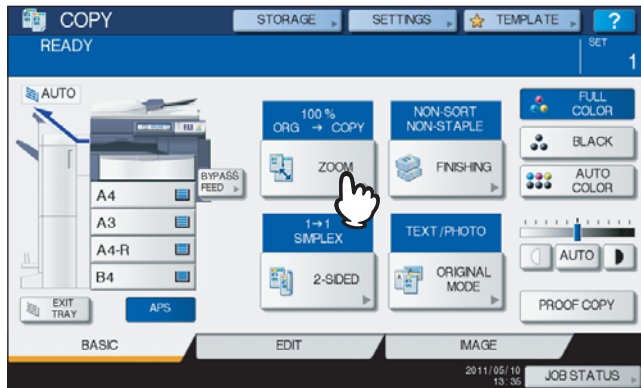 COPY
STORAGE
SETTINGS
TEMPLATE
?
READY
SET
1
AUTO
100 %
ORG → COPY
NON-SORT
NON-STAPLE
FULL
COLOR
ZOOM
FINISHING
BLACK
BYPASS
FEED
AUTO
COLOR
A4
A3
A4-R
B4
1→1
SIMPLEX
TEXT/PHOTO
2-SIDED
ORIGINAL
MODE
AUTO
EXIT
TRAY
APS
PROOF COPY
BASIC
EDIT
IMAGE
2011/05/10
13:35
JOB STATUS